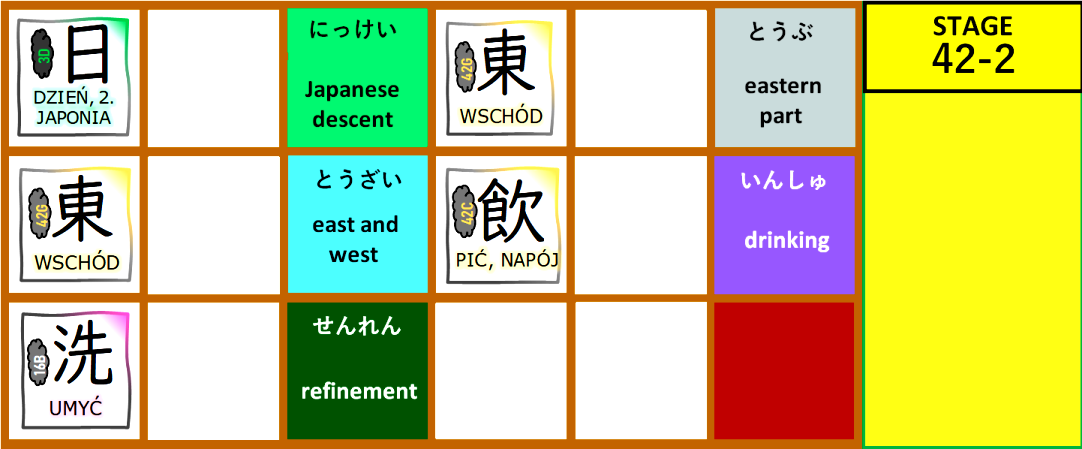 3D
日
DZIEŃ, 2.
JAPONIA
にっけい
Japanese
descent
42G
東
WSCHÓD
とうぶ
eastern
part
STAGE
42-2
42G
東
WSCHÓD
とうざい
east and
west
42C
飲
PIĆ, NAPÓJ
いんしゅ
drinking
16B
洗
UMYĆ
せんれん
refinement